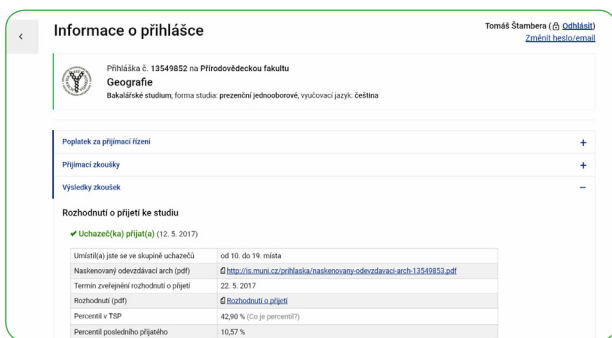 Informace o přihlášce
Tomáš Štambera (Odhlásit)
Změnit heslo/email
Přihláška č. 13549852 na Přírodovědeckou fakultu
Geografie
Bakalářské studium, forma studia: prezenční jednooborové, vyučovací jazyk: čeština
Poplatek za přijímací řízení +
Přijímací zkoušky +
Výsledky zkoušek –
Rozhodnutí o přijetí ke studiu
✔ Uchazeč(ka) přijat(a) (12. 5. 2017)
Umístil(a) jste se ve skupině uchazečů od 10. do 19. místa
Naskenovaný odevzdávací arch (pdf) http://is.muni.cz/prihlaska/naskenovany-odevzdavaci-arch-13549853.pdf
Termín zveřejnění rozhodnutí o přijetí 22. 5. 2017
Rozhodnutí (pdf) Rozhodnutí o přijetí
Percentil v TSP 42,90 % (Co je percentil?)
Percentil posledního přijatého 10,57 %